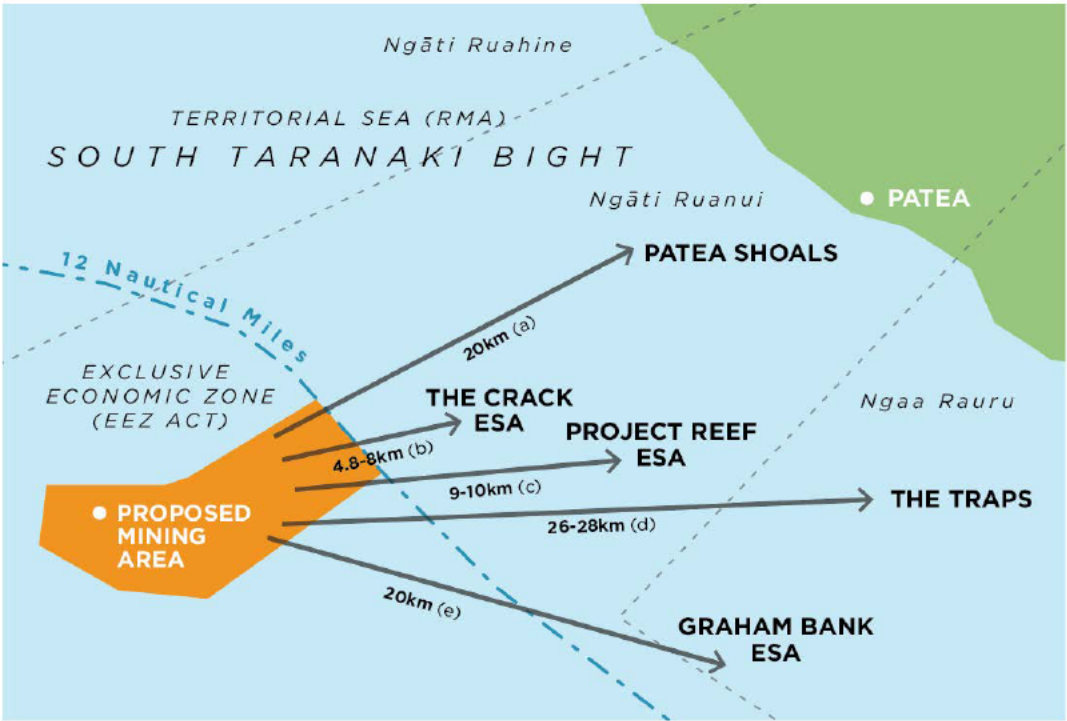 Ngāti Ruahine
TERRITORIAL SEA (RMA)
SOUTH TARANAKI BIGHT
Ngāti Ruanui
PATEA
PATEA SHOALS
12 Nautical Miles
20km (a)
EXCLUSIVE
ECONOMIC ZONE
(EEZ ACT)
THE CRACK
ESA
Ngaa Rauru
4.8-8km (b)
PROJECT REEF
ESA
9-10km (c)
THE TRAPS
PROPOSED
MINING
AREA
26-28km (d)
20km (e)
GRAHAM BANK
ESA